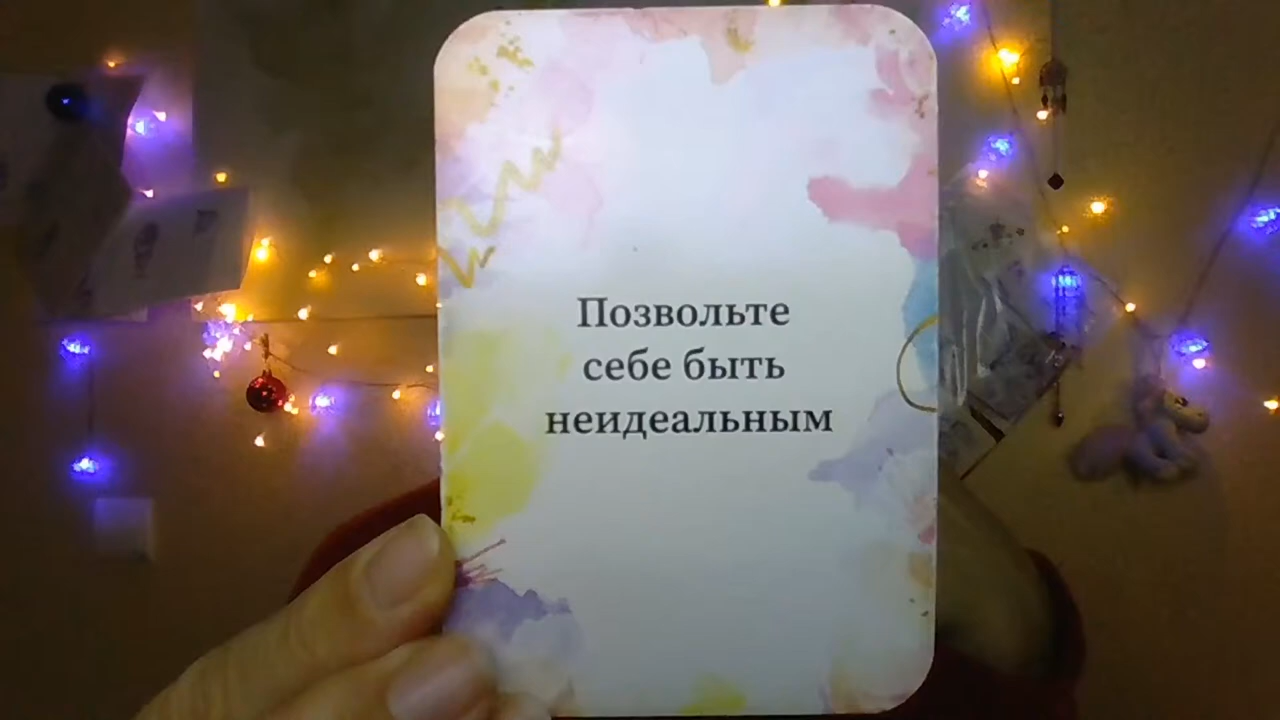 Позвольте
себе быть
неидеальным